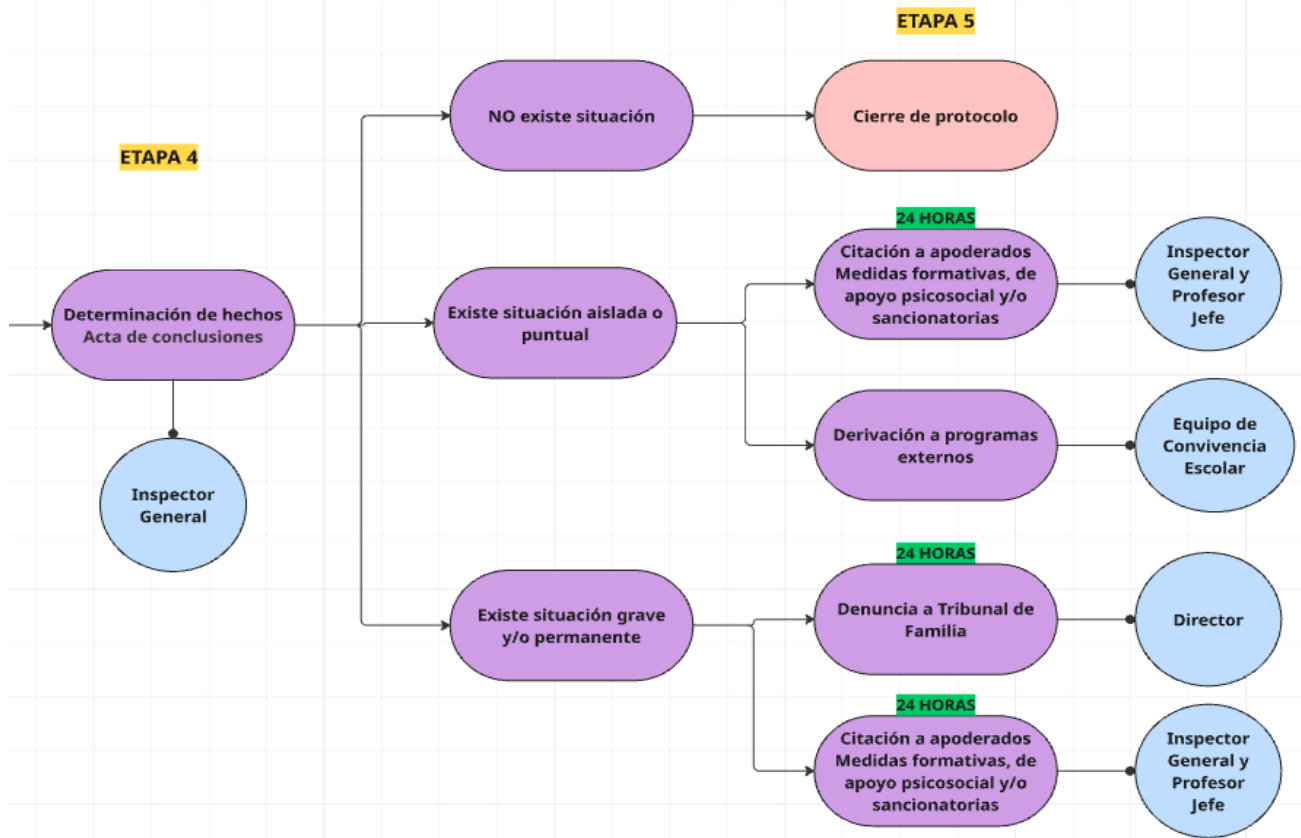 ETAPA 5
NO existe situación
Cierre de protocolo
ETAPA 4
24 HORAS
Citación a apoderados
Medidas formativas, de
apoyo psicosocial y/o
sancionatorias
Inspector
General y
Profesor
Jefe
Determinación de hechos
Acta de conclusiones
Existe situación aislada o
puntual
Derivación a programas
externos
Equipo de
Convivencia
Escolar
Inspector
General
24 HORAS
Existe situación grave
y/o permanente
Denuncia a Tribunal de
Familia
Director
24 HORAS
Citación a apoderados
Medidas formativas, de
apoyo psicosocial y/o
sancionatorias
Inspector
General y
Profesor
Jefe